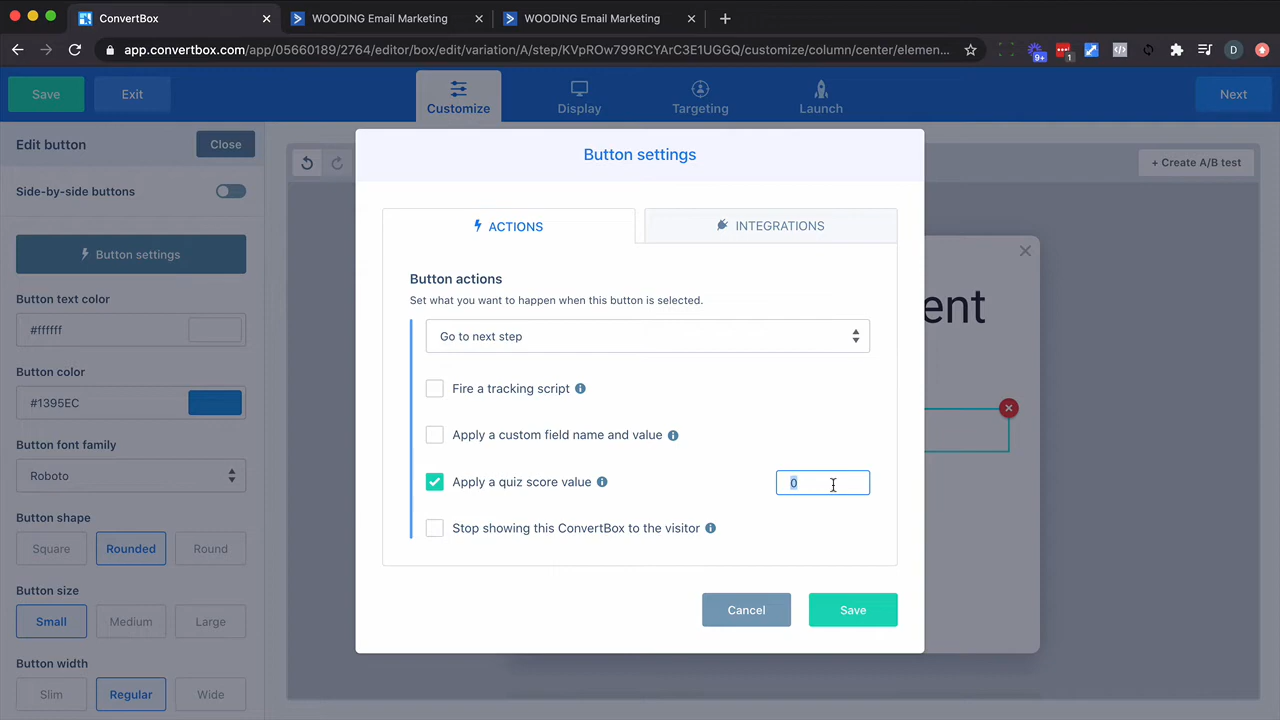 ConvertBox
WOODING Email Marketing
WOODING Email Marketing
app.convertbox.com/app/05660189/2764/editor/box/edit/variation/A/step/KVpROw799RCYArC3E1UGGQ/customize/column/center/elemen...
9+
1
D
Save
Exit
Customize
Display
Targeting
Launch
Next
Edit button
Close
Side-by-side buttons
Button settings
Button text color
#ffffff
Button color
#1395EC
Button font family
Roboto
Button shape
Square
Rounded
Round
Button size
Small
Medium
Large
Button width
Slim
Regular
Wide
+ Create A/B test
ent
Button settings
ACTIONS
INTEGRATIONS
Button actions
Set what you want to happen when this button is selected.
Go to next step
Fire a tracking script
Apply a custom field name and value
Apply a quiz score value
0
Stop showing this ConvertBox to the visitor
Cancel
Save